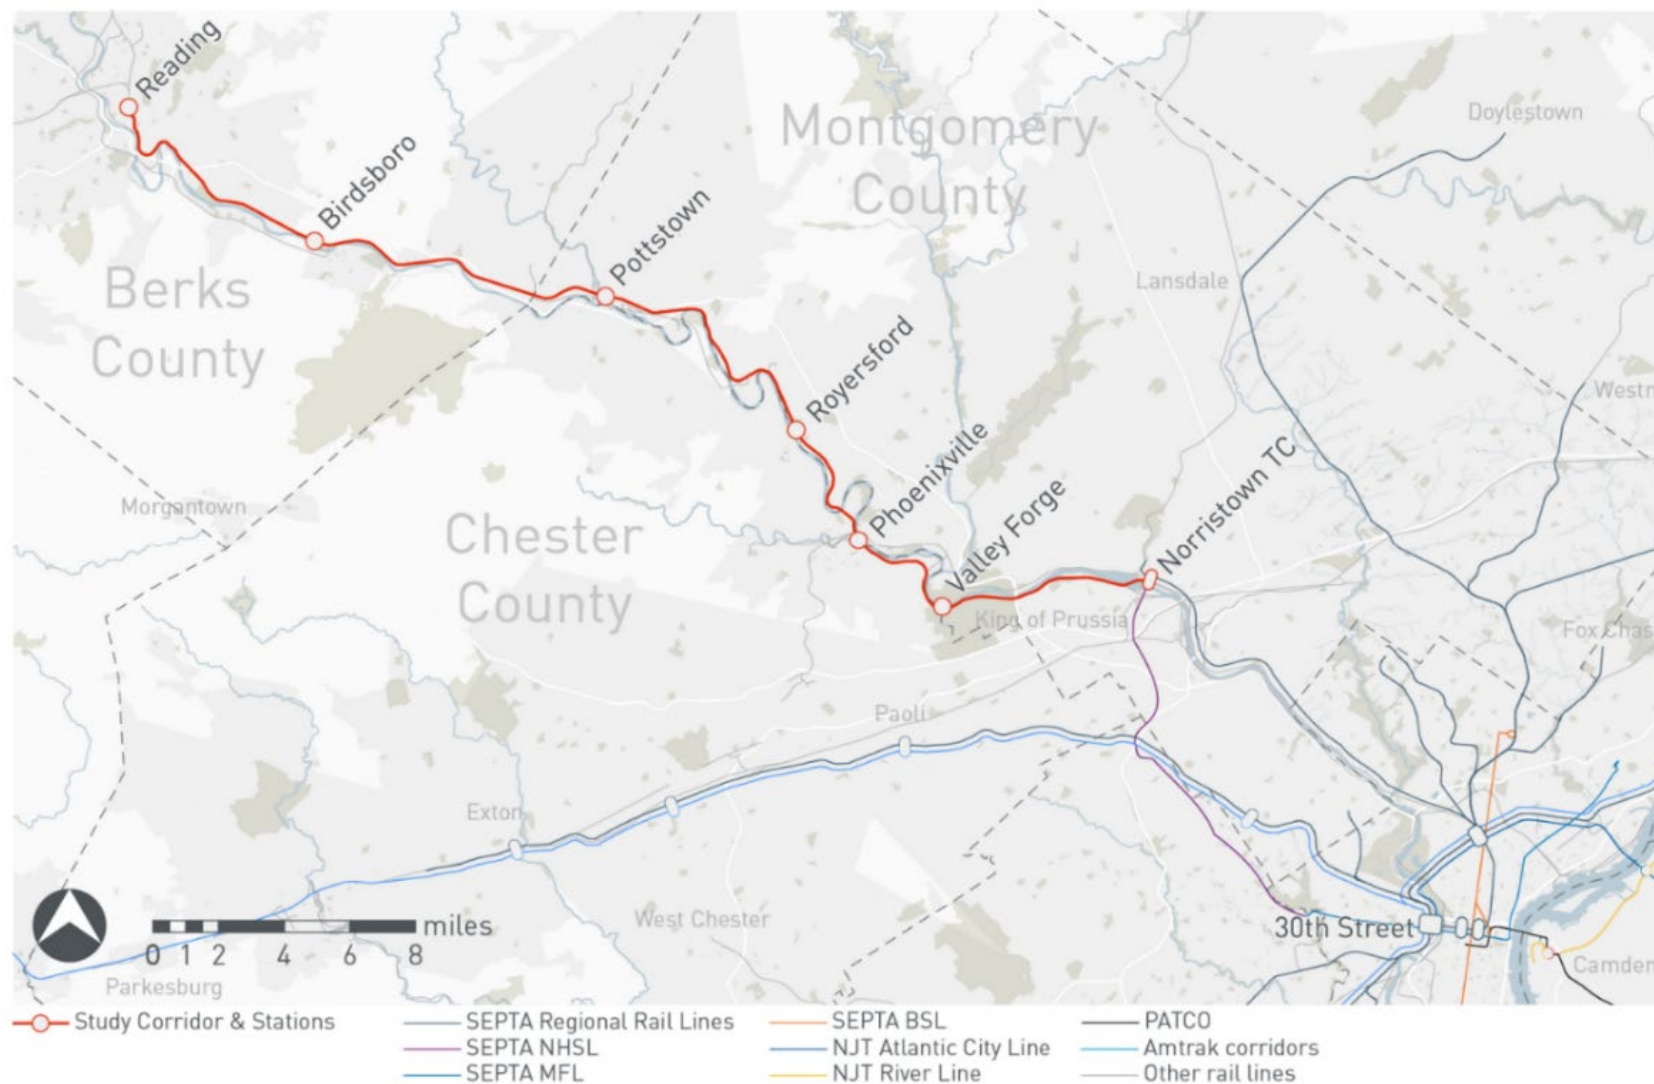 Reading
Birdsboro
Pottstown
Montgomery
County
Doylestown
Berks
County
Lansdale
Royersford
Phoenixville
Valley Forge
Norristown TC
Morgantown
Chester
County
King of Prussia
Paoli
Exton
West Chester
30th Street
Camden
Parkesburg
0 1 2 4 6 8 miles
Study Corridor & Stations
SEPTA Regional Rail Lines
SEPTA NHSL
SEPTA MFL
SEPTA BSL
NJT Atlantic City Line
NJT River Line
PATCO
Amtrak corridors
Other rail lines